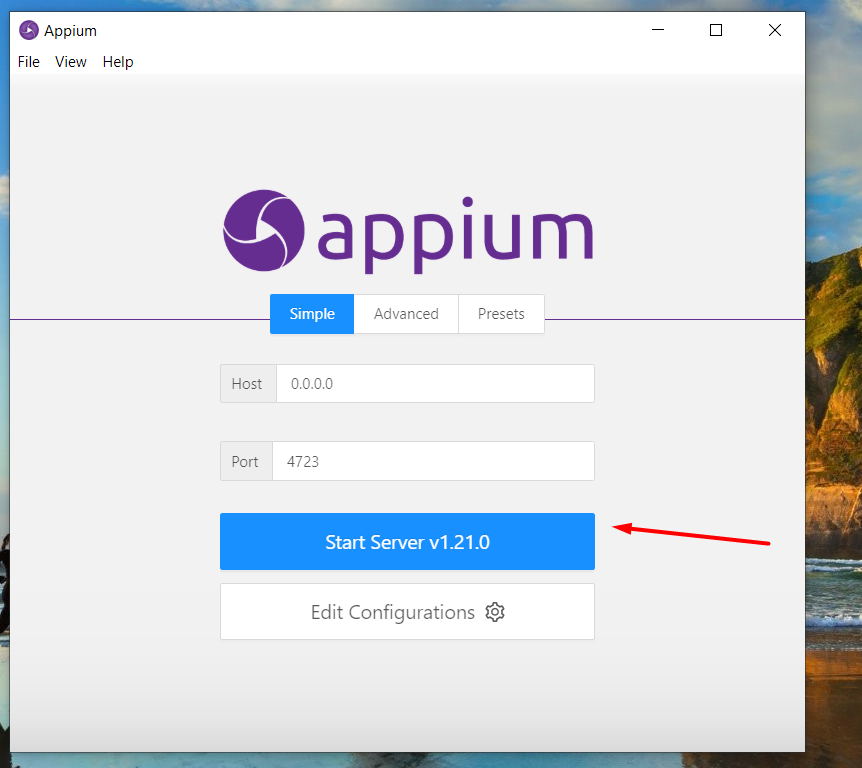 Appium
File View Help
appium
Simple Advanced Presets
Host 0.0.0.0
Port 4723
Start Server v1.21.0
Edit Configurations